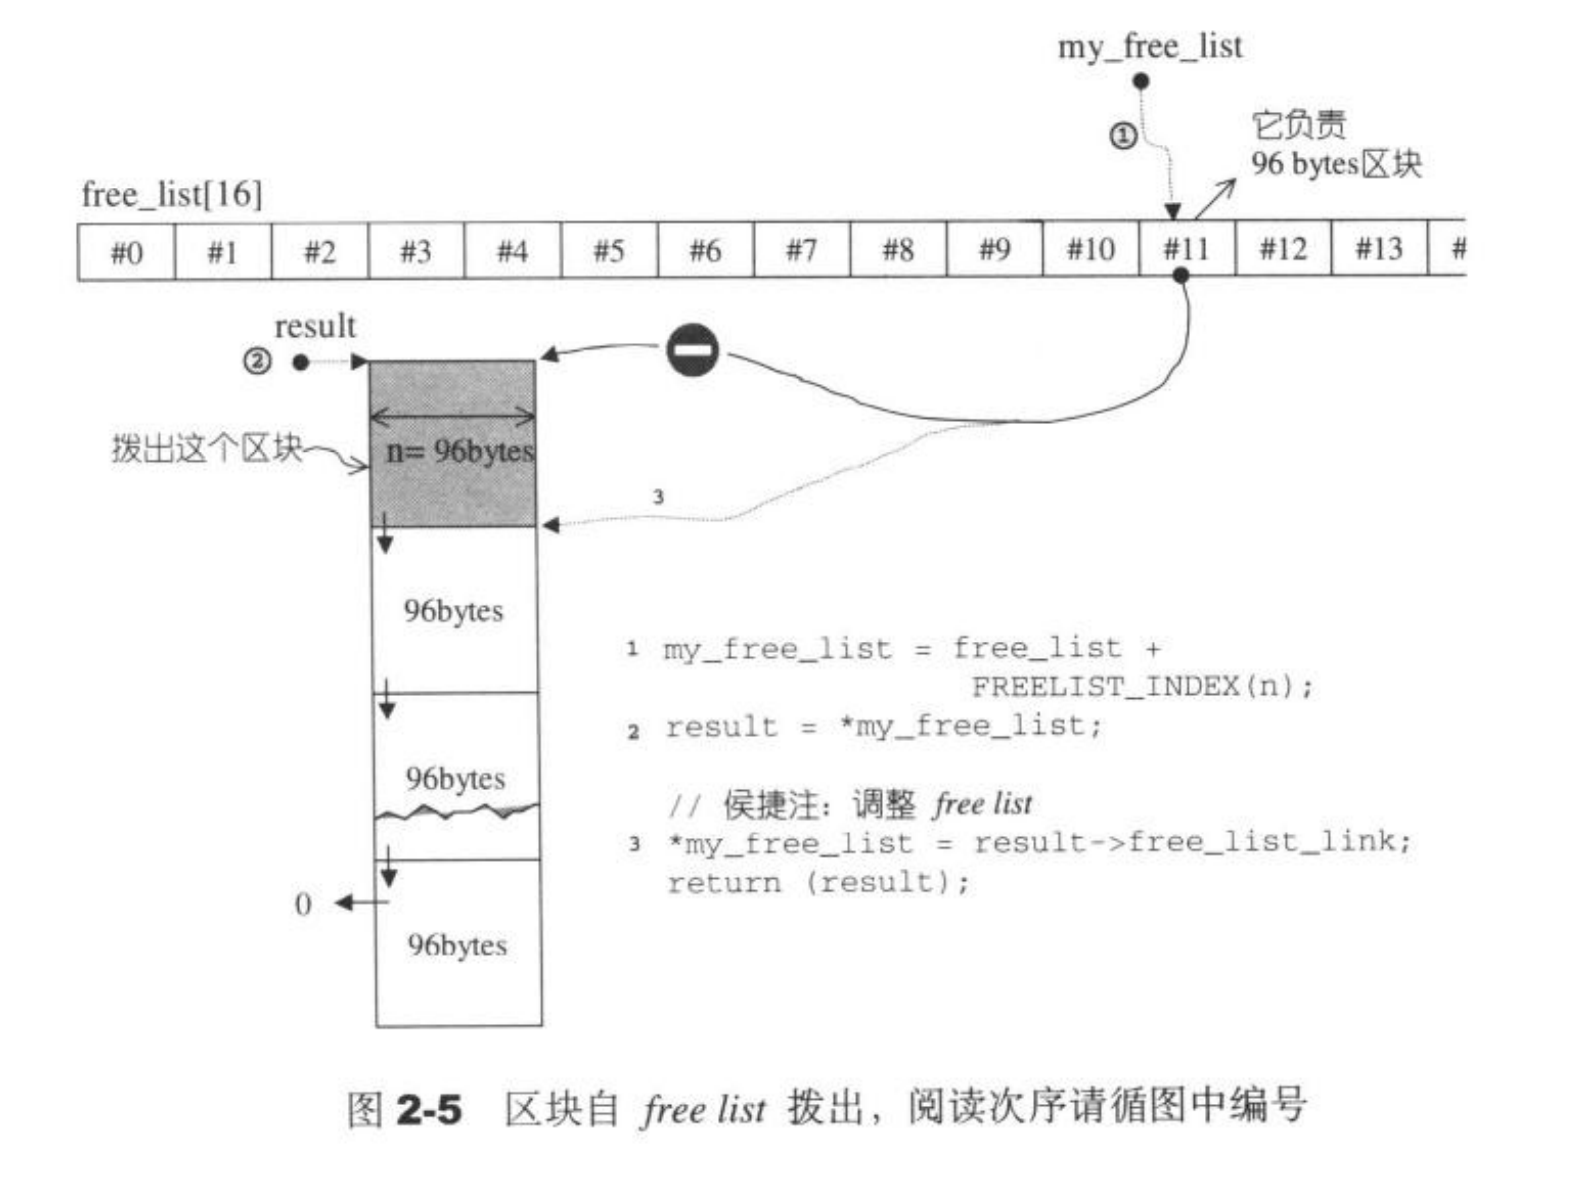 my_free_list
①
它负责
96 bytes区块
free_list[16]
#0 #1 #2 #3 #4 #5 #6 #7 #8 #9 #10 #11 #12 #13 #
result
②
n= 96bytes
拨出这个区块
3
96bytes
1 my_free_list = free_list +
FREELIST_INDEX(n);
2 result = *my_free_list;
96bytes
// 侯捷注：调整 free list
3 *my_free_list = result->free_list_link;
return (result);
0
96bytes
图 2-5 区块自 free list 拨出，阅读次序请循图中编号